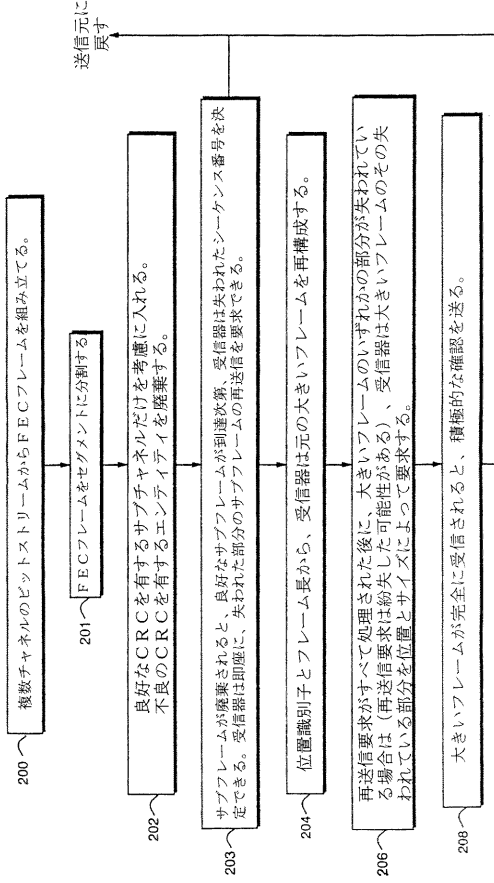 送信元に
戻す
200
複数チャネルのビットストリームからFECフレームを組み立てる。
201
FECフレームをセグメントに分割する
202
良好なCRCを有するサブチャネルだけを考慮に入れる。
不良のCRCを有するエンティティを廃棄する。
203
サブフレームが廃棄されると、良好なサブフレームが到達次第、受信器は失われたシーケンス番号を決
定できる。受信器は即座に、失われた部分のサブフレームの再送信を要求できる。
204
位置識別子とフレーム長から、受信器は元の大きいフレームを再構成する。
206
再送信要求がすべて処理された後に、大きいフレームのいずれかの部分が失われてい
る場合は(再送信要求は紛失した可能性がある)、受信器は大きいフレームのその失
われている部分を位置とサイズによって要求する。
208
大きいフレームが完全に受信されると、積極的な確認を送る。